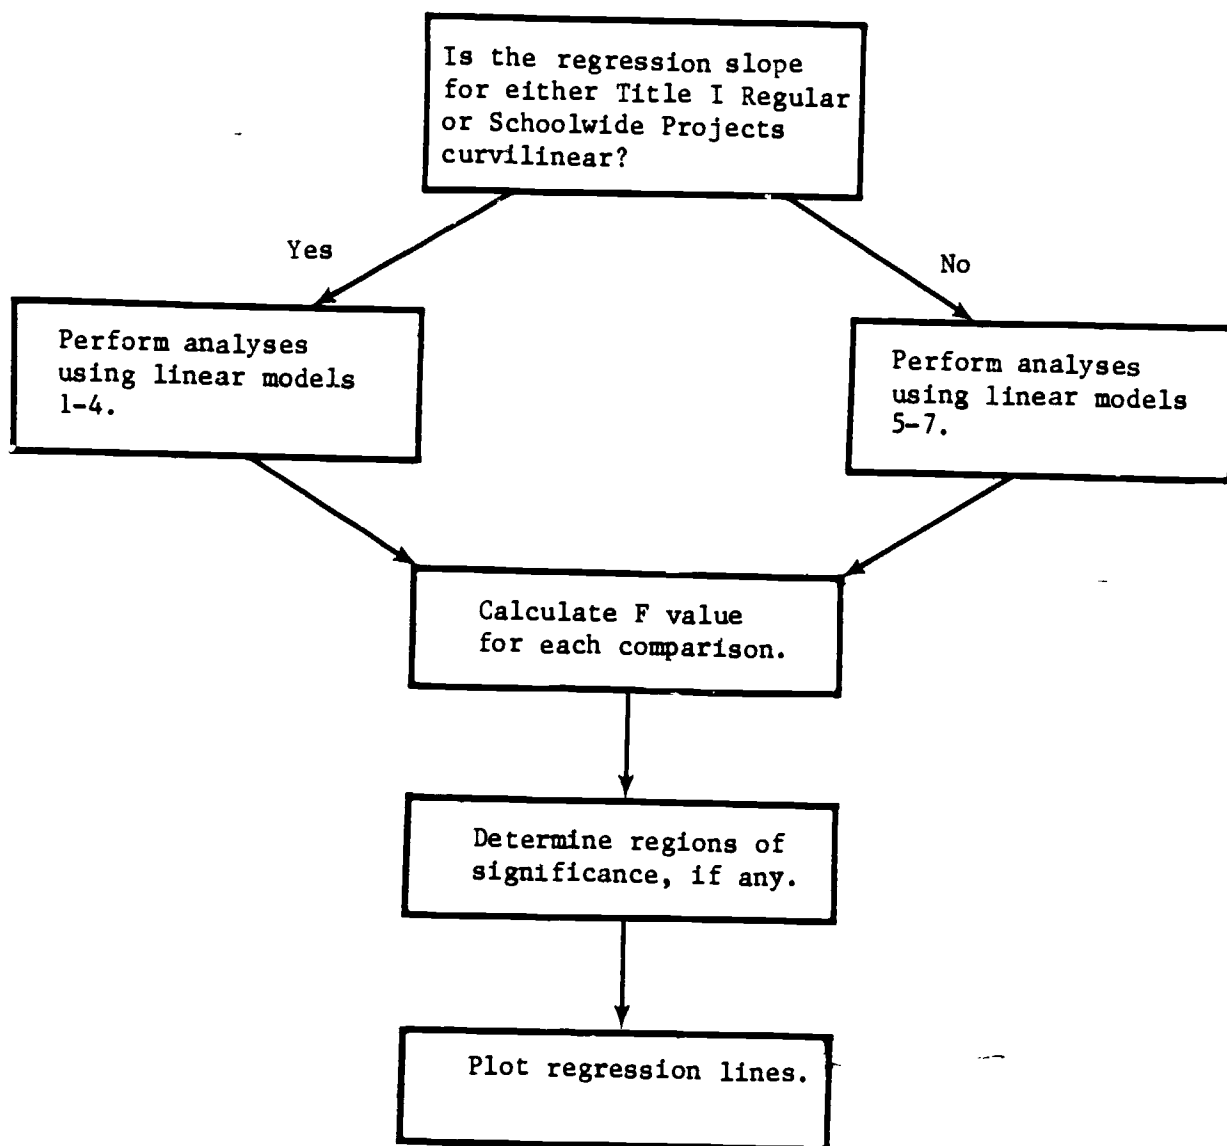 Is the regression slope
for either Title I Regular
or Schoolwide Projects
curvilinear?
Yes
No
Perform analyses
using linear models
1-4.
Perform analyses
using linear models
5-7.
Calculate F value
for each comparison.
Determine regions of
significance, if any.
Plot regression lines.